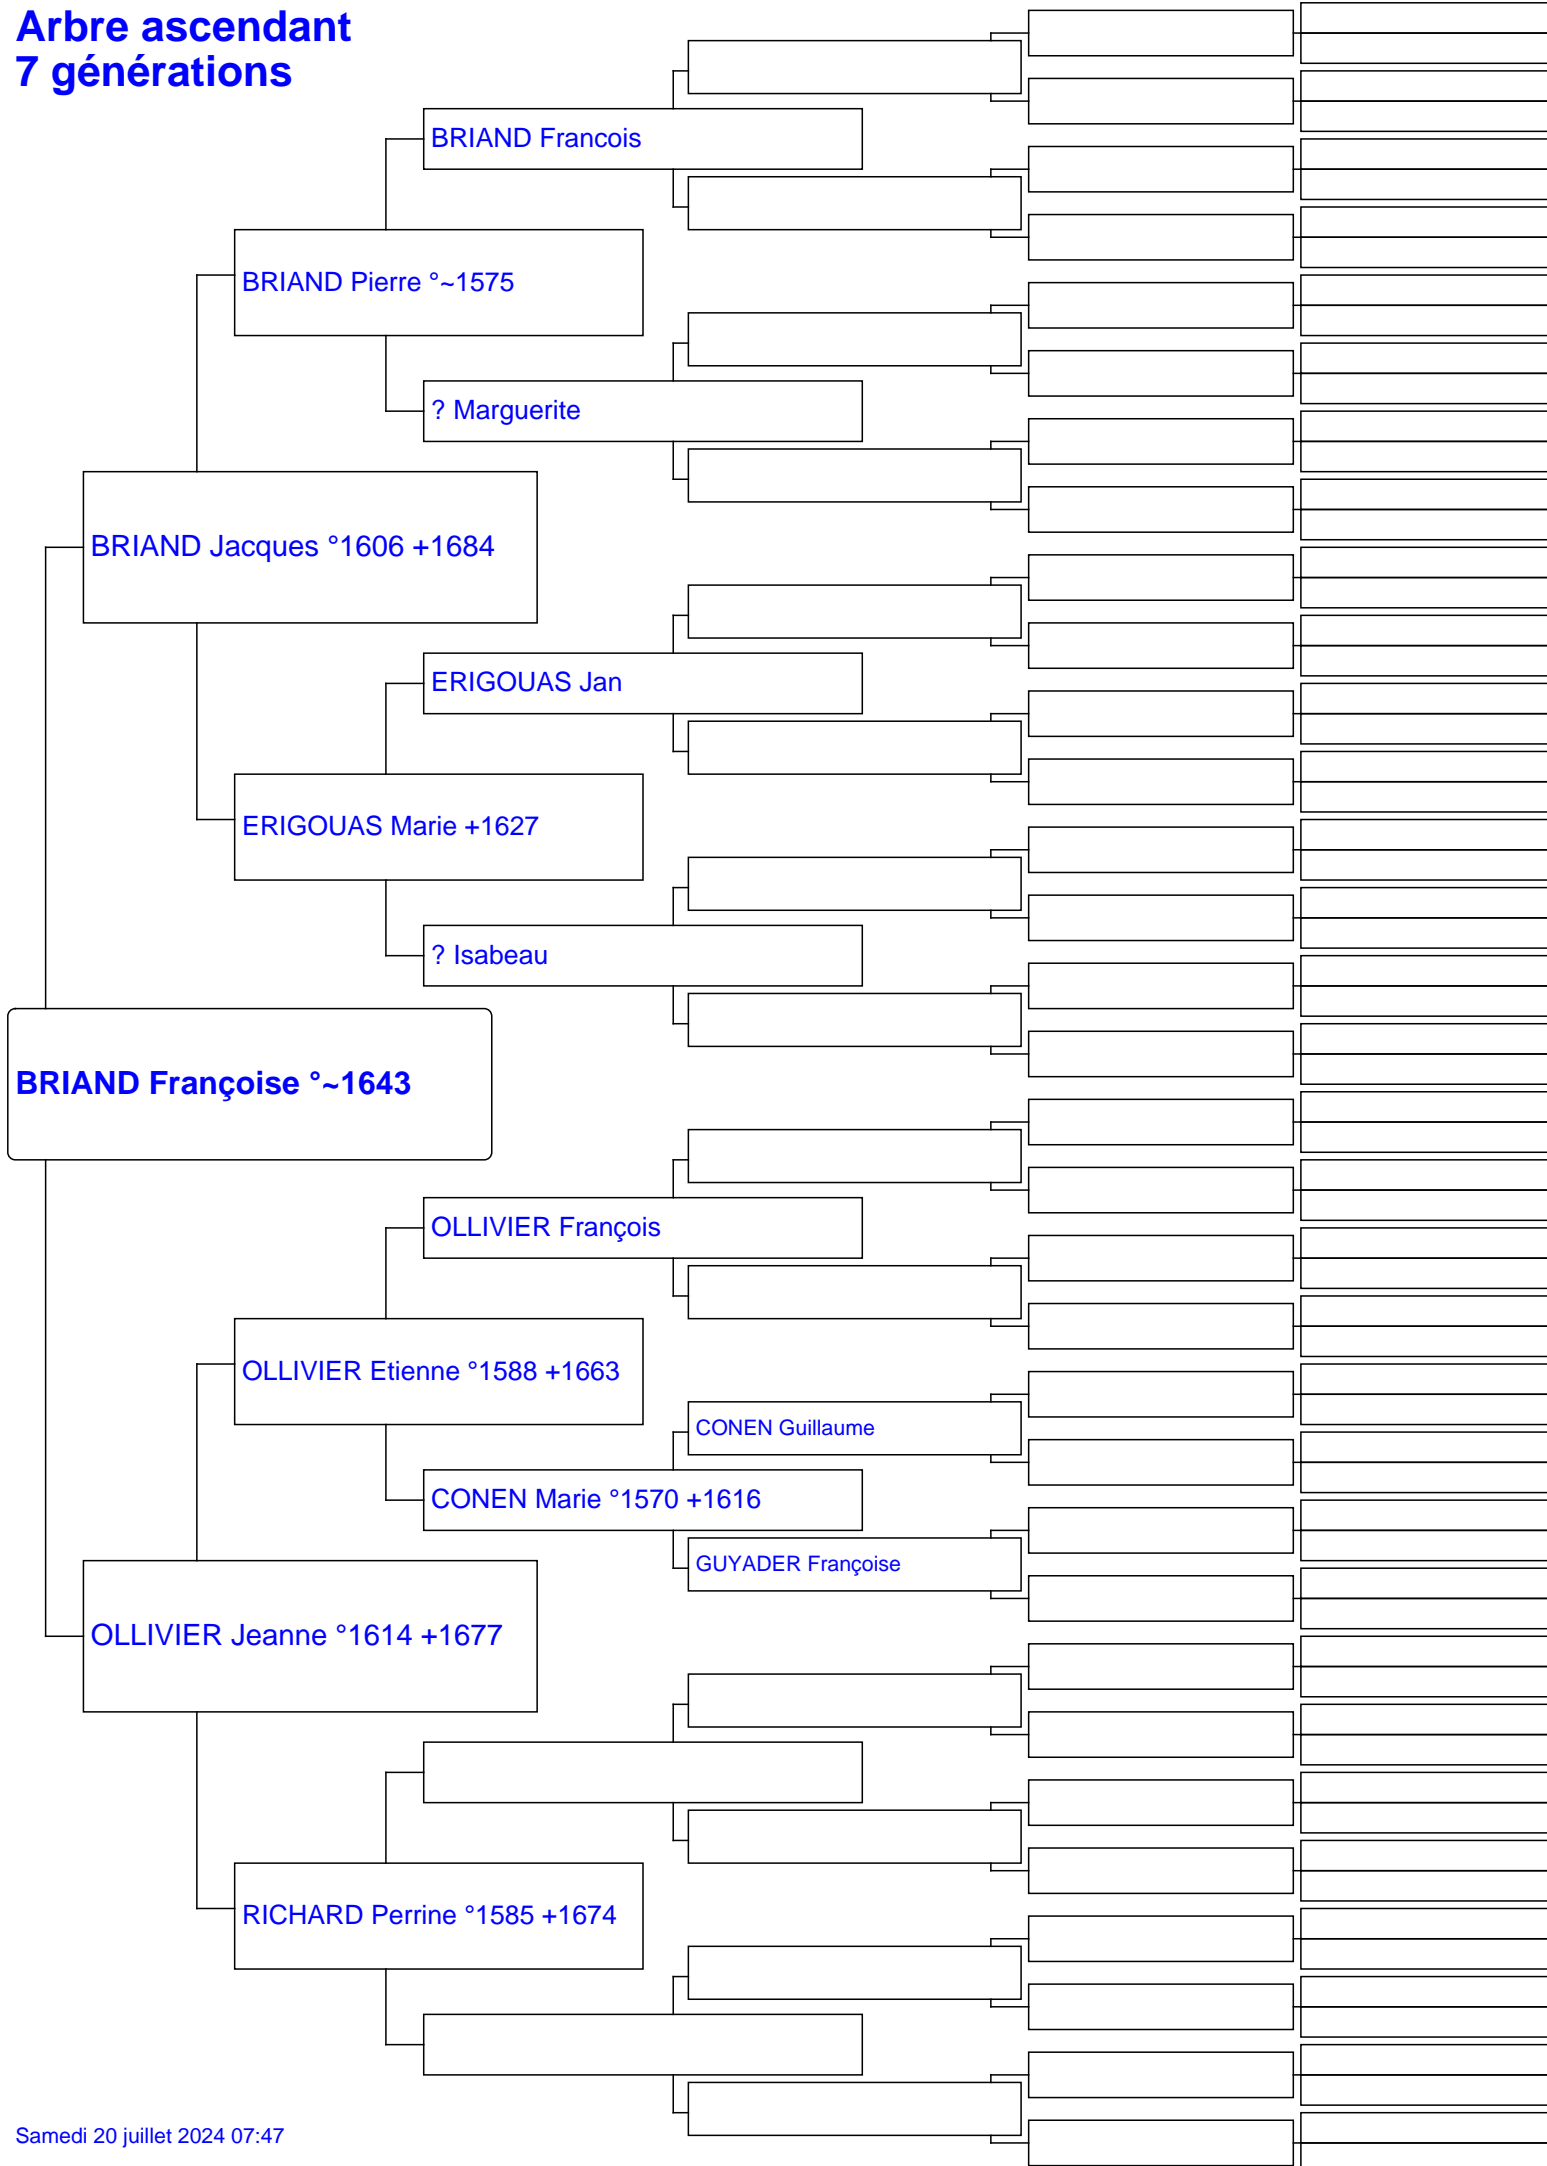 Arbre ascendant
7 générations
BRIAND Francois
BRIAND Pierre °~1575
? Marguerite
BRIAND Jacques °1606 +1684
ERIGOUAS Jan
ERIGOUAS Marie +1627
? Isabeau
BRIAND Françoise °~1643
OLLIVIER François
OLLIVIER Etienne °1588 +1663
CONEN Guillaume
CONEN Marie °1570 +1616
GUYADER Françoise
OLLIVIER Jeanne °1614 +1677
RICHARD Perrine °1585 +1674
Samedi 20 juillet 2024 07:47